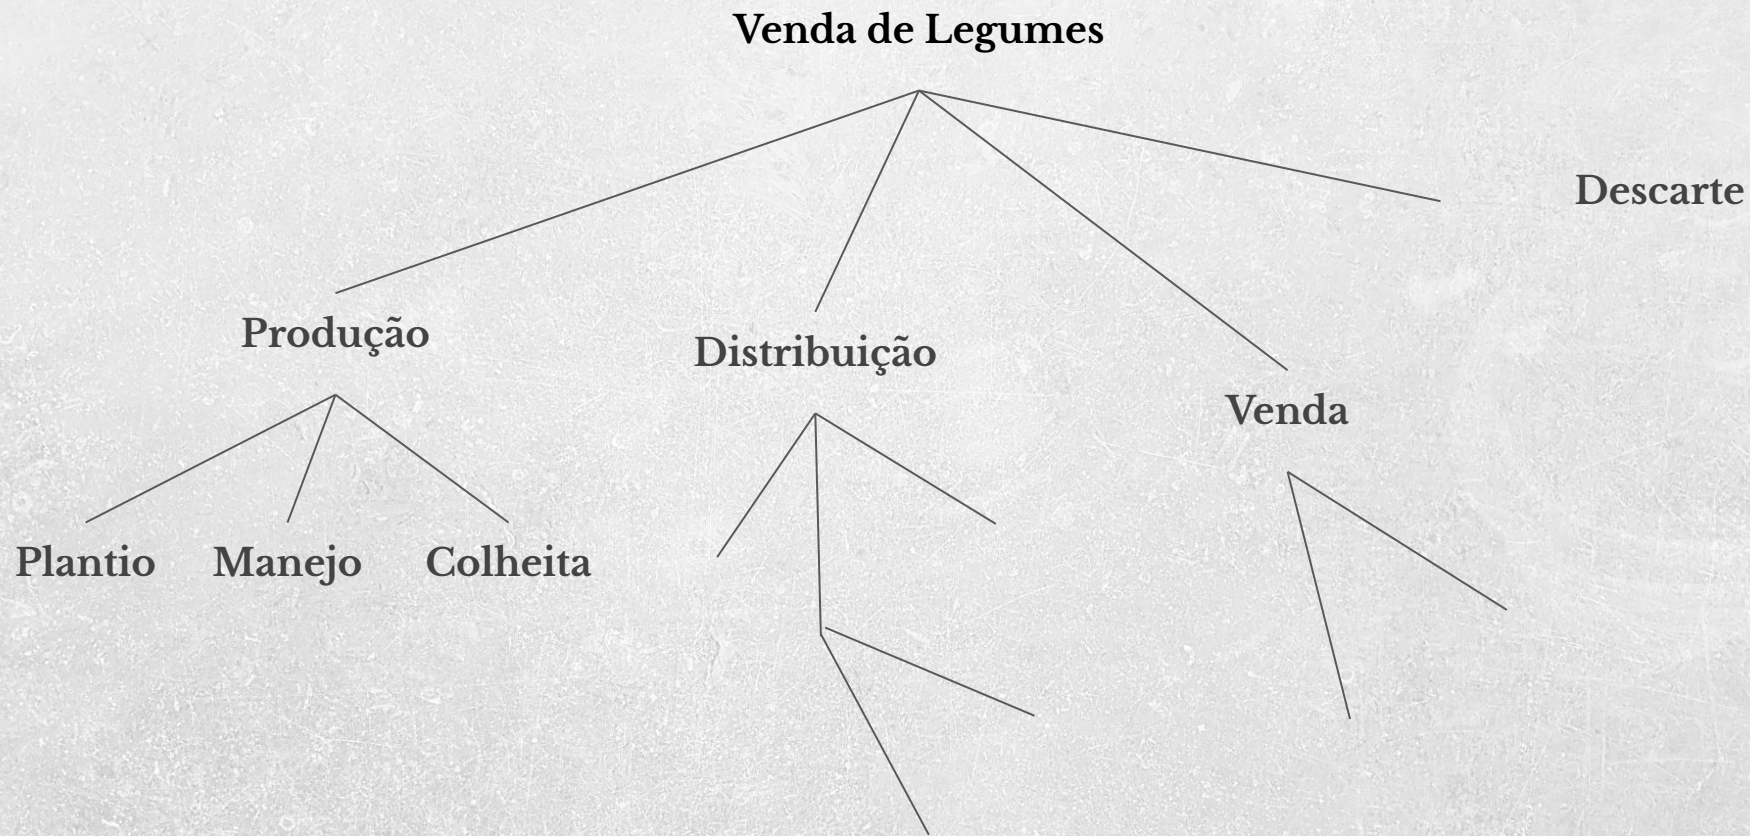 Venda de Legumes
Descarte
Produção
Distribuição
Venda
Plantio
Manejo
Colheita